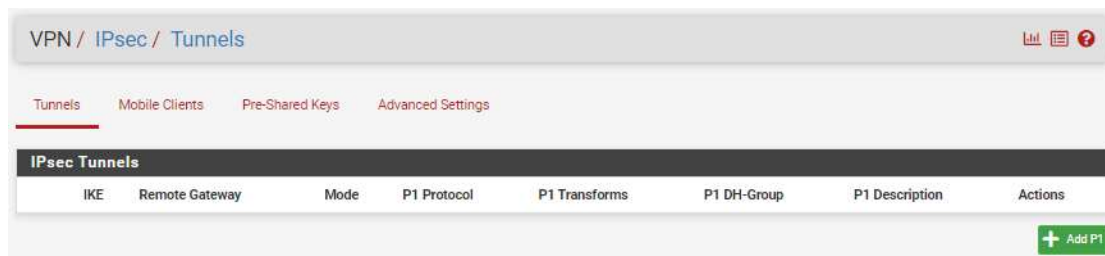 VPN / IPsec / Tunnels
Tunnels Mobile Clients Pre-Shared Keys Advanced Settings
IPsec Tunnels
IKE Remote Gateway Mode P1 Protocol P1 Transforms P1 DH-Group P1 Description Actions
Add P1